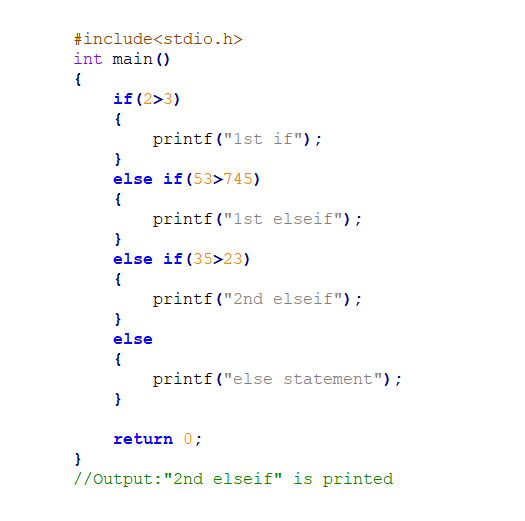 #include<stdio.h>
int main()
{
    if(2>3)
    {
        printf("1st if");
    }
    else if(53>745)
    {
        printf("1st elseif");
    }
    else if(35>23)
    {
        printf("2nd elseif");
    }
    else
    {
        printf("else statement");
    }

    return 0;
}
//Output:"2nd elseif" is printed